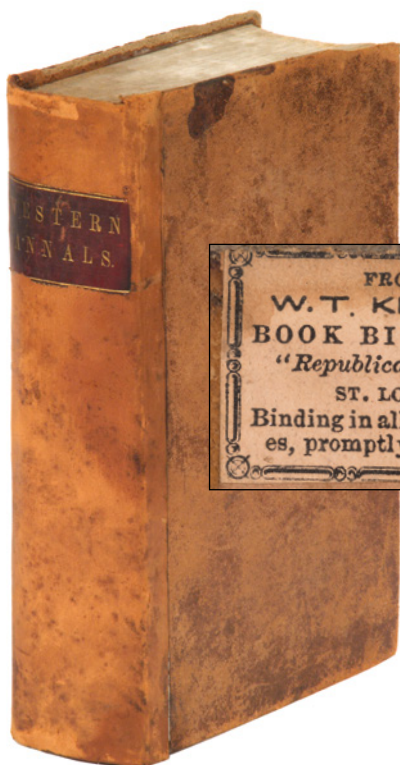 WESTERN
ANNALS.
FRO
W. T. K
BOOK BI
"Republica
ST. LO
Binding in all
es, promptly